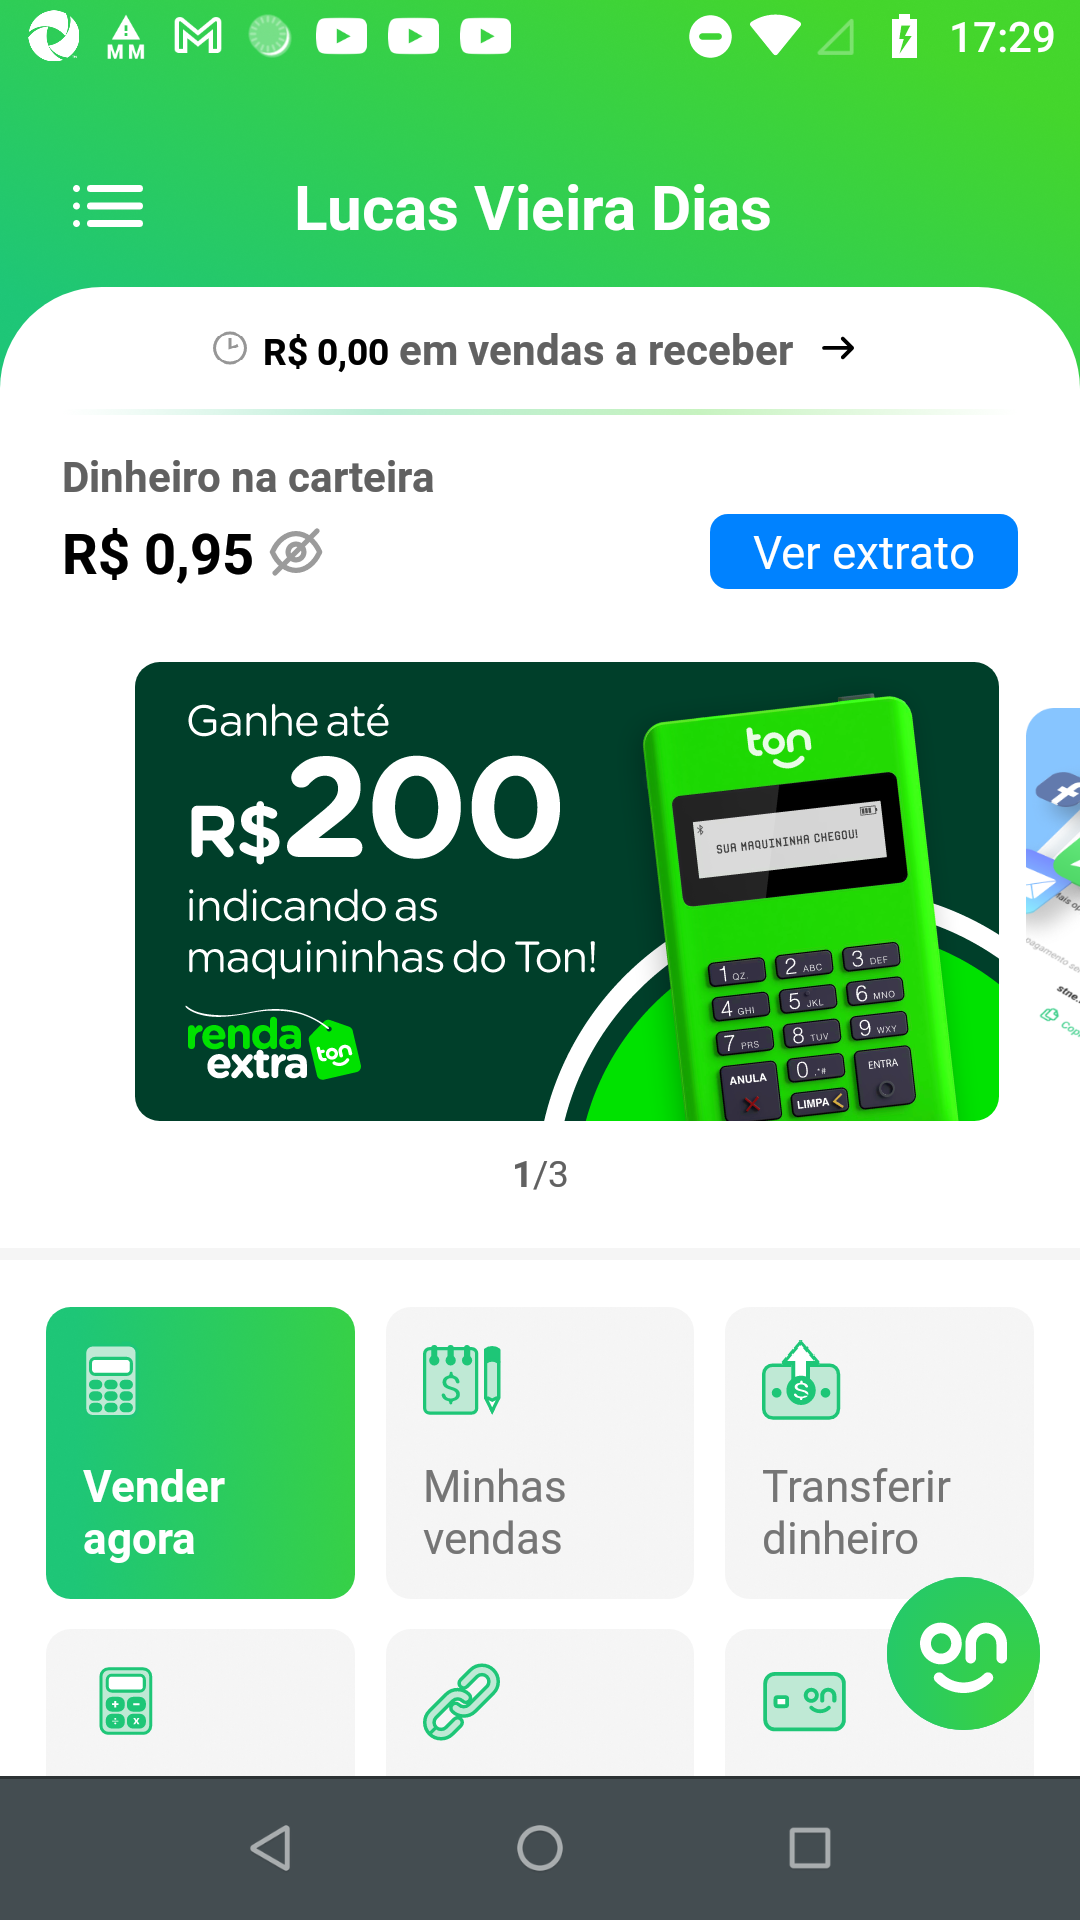 MM
17:29
Lucas Vieira Dias
R$ 0,00 em vendas a receber
Dinheiro na carteira
R$ 0,95
Ver extrato
Ganhe até
R$200
indicando as
maquininhas do Ton!
renda
extra ton
ton
SUA MAQUININHA CHEGOU!
1 QZ. 2 ABC 3 DEF
4 GHI 5 JKL 6 MNO
7 PRS 8 TUV 9 WXY
ANULA 0 .*# ENTRA
LIMPA
stne.
1/3
Vender
agora
Minhas
vendas
Transferir
dinheiro
on
on